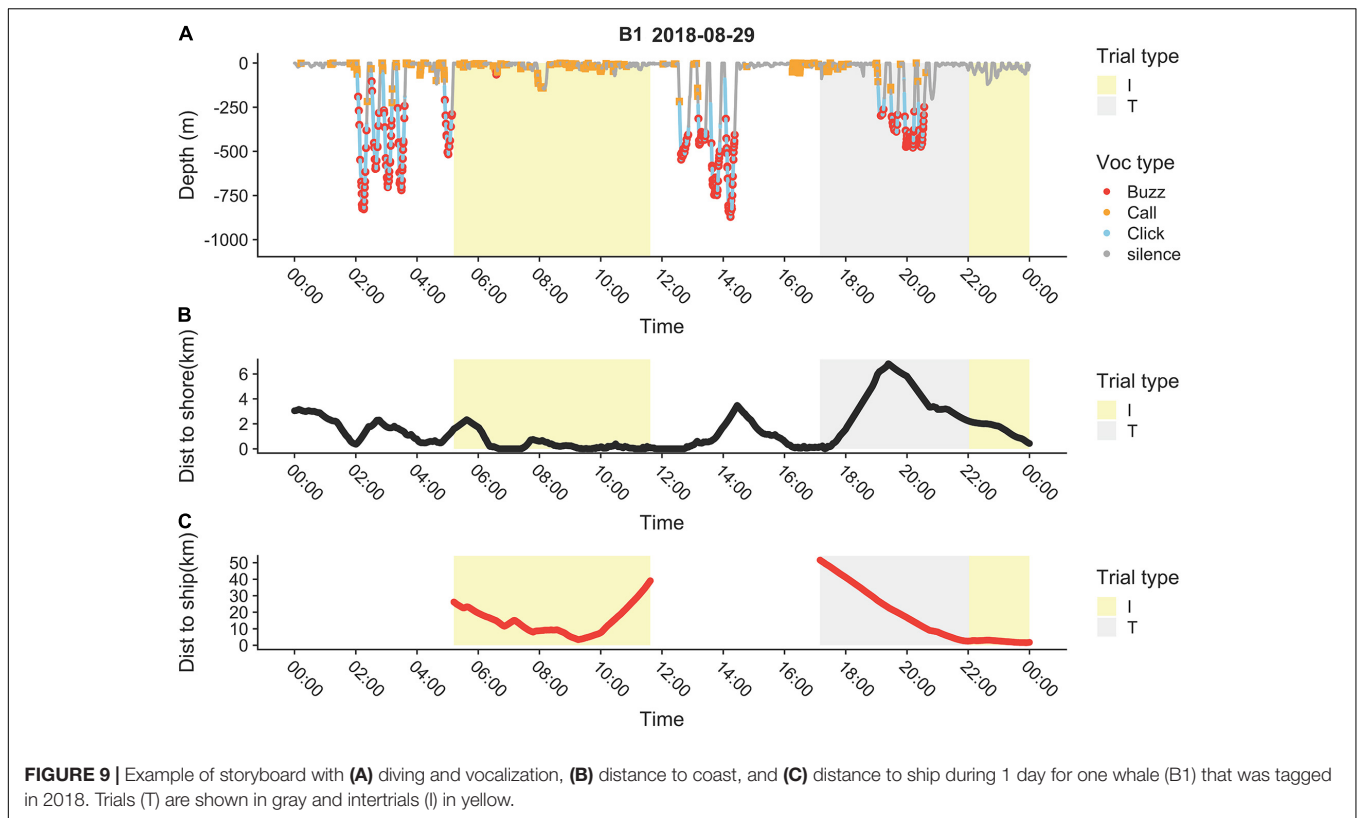 A
B1 2018-08-29
Depth (m)
0
-250
-500
-750
-1000
00:00 02:00 04:00 06:00 08:00 10:00 12:00 14:00 16:00 18:00 20:00 22:00 00:00
Time
Trial type
I
T
Voc type
Buzz
Call
Click
silence
B
Dist to shore(km)
6
4
2
0
00:00 02:00 04:00 06:00 08:00 10:00 12:00 14:00 16:00 18:00 20:00 22:00 00:00
Time
Trial type
I
T
C
Dist to ship(km)
50
40
30
20
10
0
00:00 02:00 04:00 06:00 08:00 10:00 12:00 14:00 16:00 18:00 20:00 22:00 00:00
Time
Trial type
I
T
FIGURE 9 | Example of storyboard with (A) diving and vocalization, (B) distance to coast, and (C) distance to ship during 1 day for one whale (B1) that was tagged
in 2018. Trials (T) are shown in gray and intertrials (I) in yellow.